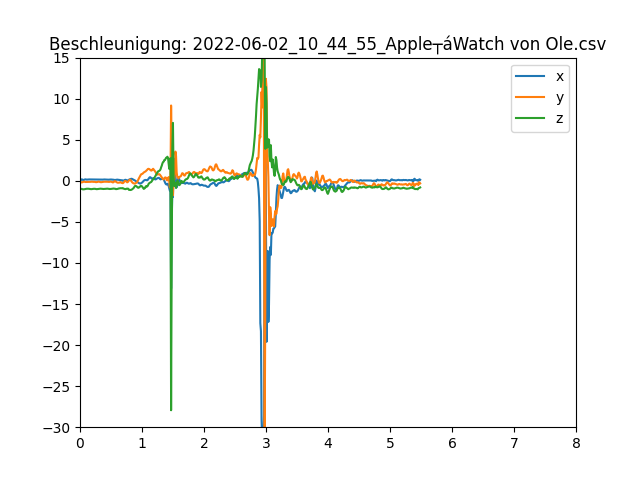 Beschleunigung: 2022-06-02_10_44_55_Apple┬áWatch von Ole.csv
15
10
5
0
−5
−10
−15
−20
−25
−30
0 1 2 3 4 5 6 7 8
x
y
z